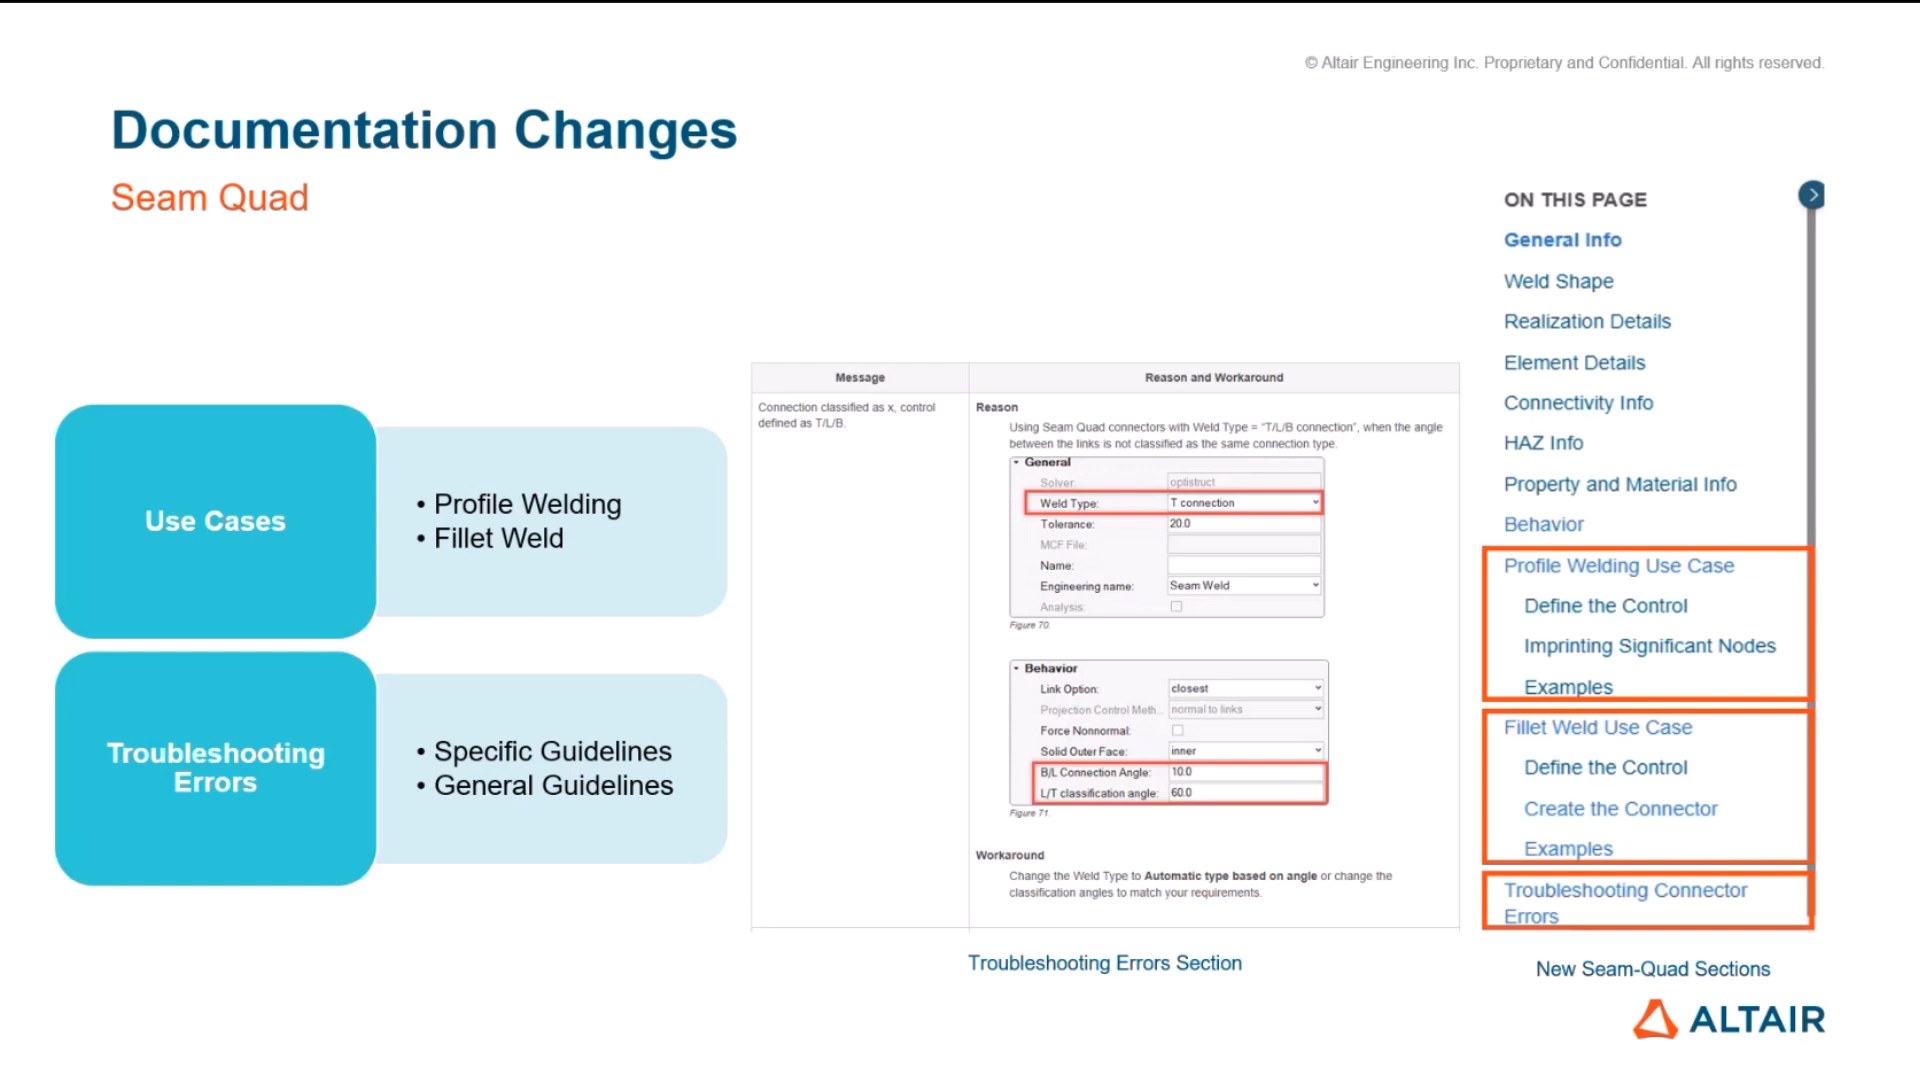 © Altair Engineering Inc. Proprietary and Confidential. All rights reserved.
Documentation Changes
Seam Quad
Use Cases
• Profile Welding
• Fillet Weld
Troubleshooting
Errors
• Specific Guidelines
• General Guidelines
Message
Reason and Workaround
Connection classified as x, control
defined as T/L/B.
Reason
Using Seam Quad connectors with Weld Type = “T/L/B connection”, when the angle
between the links is not classified as the same connection type.
General
Solver: optistruct
Weld Type: T connection
Tolerance: 20.0
MCF File:
Name:
Engineering name: Seam Weld
Analysis:
Figure 70.
Behavior
Link Option: closest
Projection Control Meth... normal to links
Force Nonnormal:
Solid Outer Face: inner
B/L Connection Angle: 10.0
L/T classification angle: 60.0
Figure 71.
Workaround
Change the Weld Type to Automatic type based on angle or change the
classification angles to match your requirements.
Troubleshooting Errors Section
ON THIS PAGE
General Info
Weld Shape
Realization Details
Element Details
Connectivity Info
HAZ Info
Property and Material Info
Behavior
Profile Welding Use Case
Define the Control
Imprinting Significant Nodes
Examples
Fillet Weld Use Case
Define the Control
Create the Connector
Examples
Troubleshooting Connector
Errors
New Seam-Quad Sections
ALTAIR